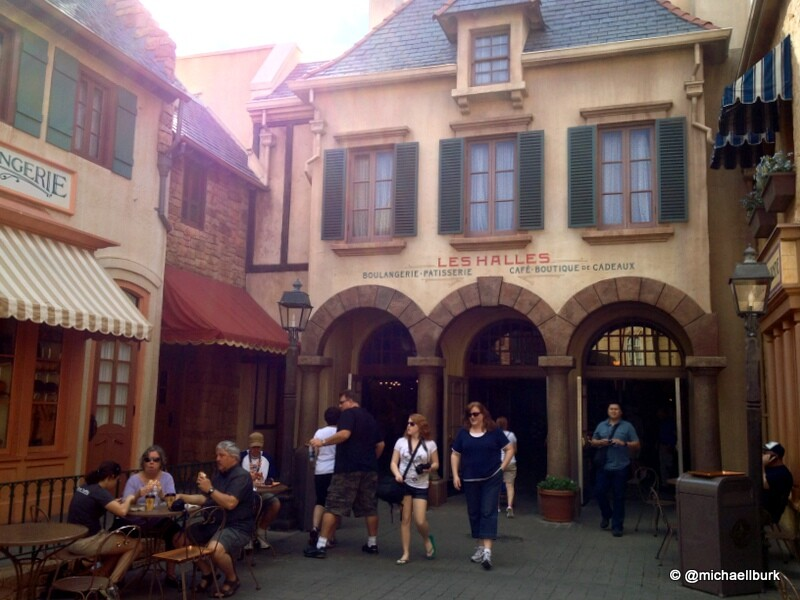 NGERIE
LES HALLES
BOULANGERIE·PATISSERIE CAFÉ·BOUTIQUE DE CADEAUX
© @michaellburk